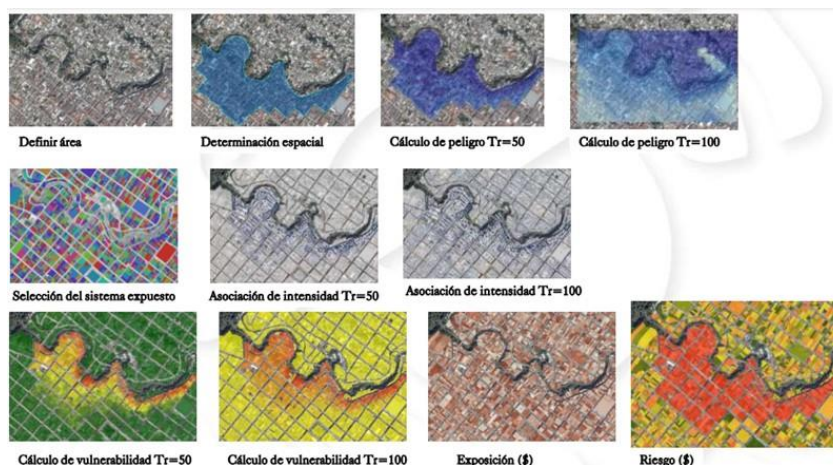 Definir área
Determinación espacial
Cálculo de peligro Tr=50
Cálculo de peligro Tr=100
Selección del sistema expuesto
Asociación de intensidad Tr=50
Asociación de intensidad Tr=100
Cálculo de vulnerabilidad Tr=50
Cálculo de vulnerabilidad Tr=100
Exposición ($)
Riesgo ($)